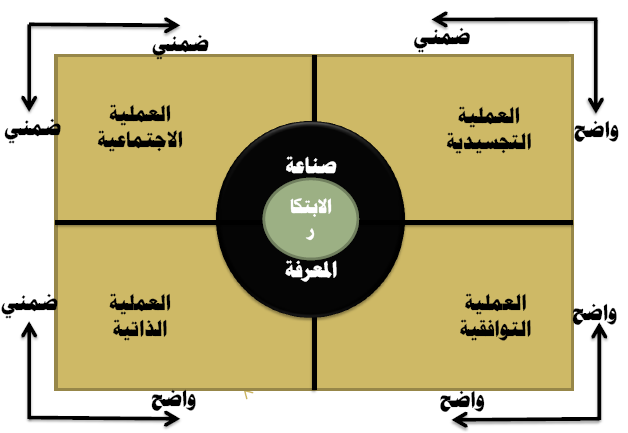 ضمني
ضمني
ضمني
واضح
العملية
التجسيدية
العملية
الاجتماعية
صناعة
الابتكا
ر
المعرفة
العملية
التوافقية
العملية
الذاتية
واضح
ضمني
واضح
واضح